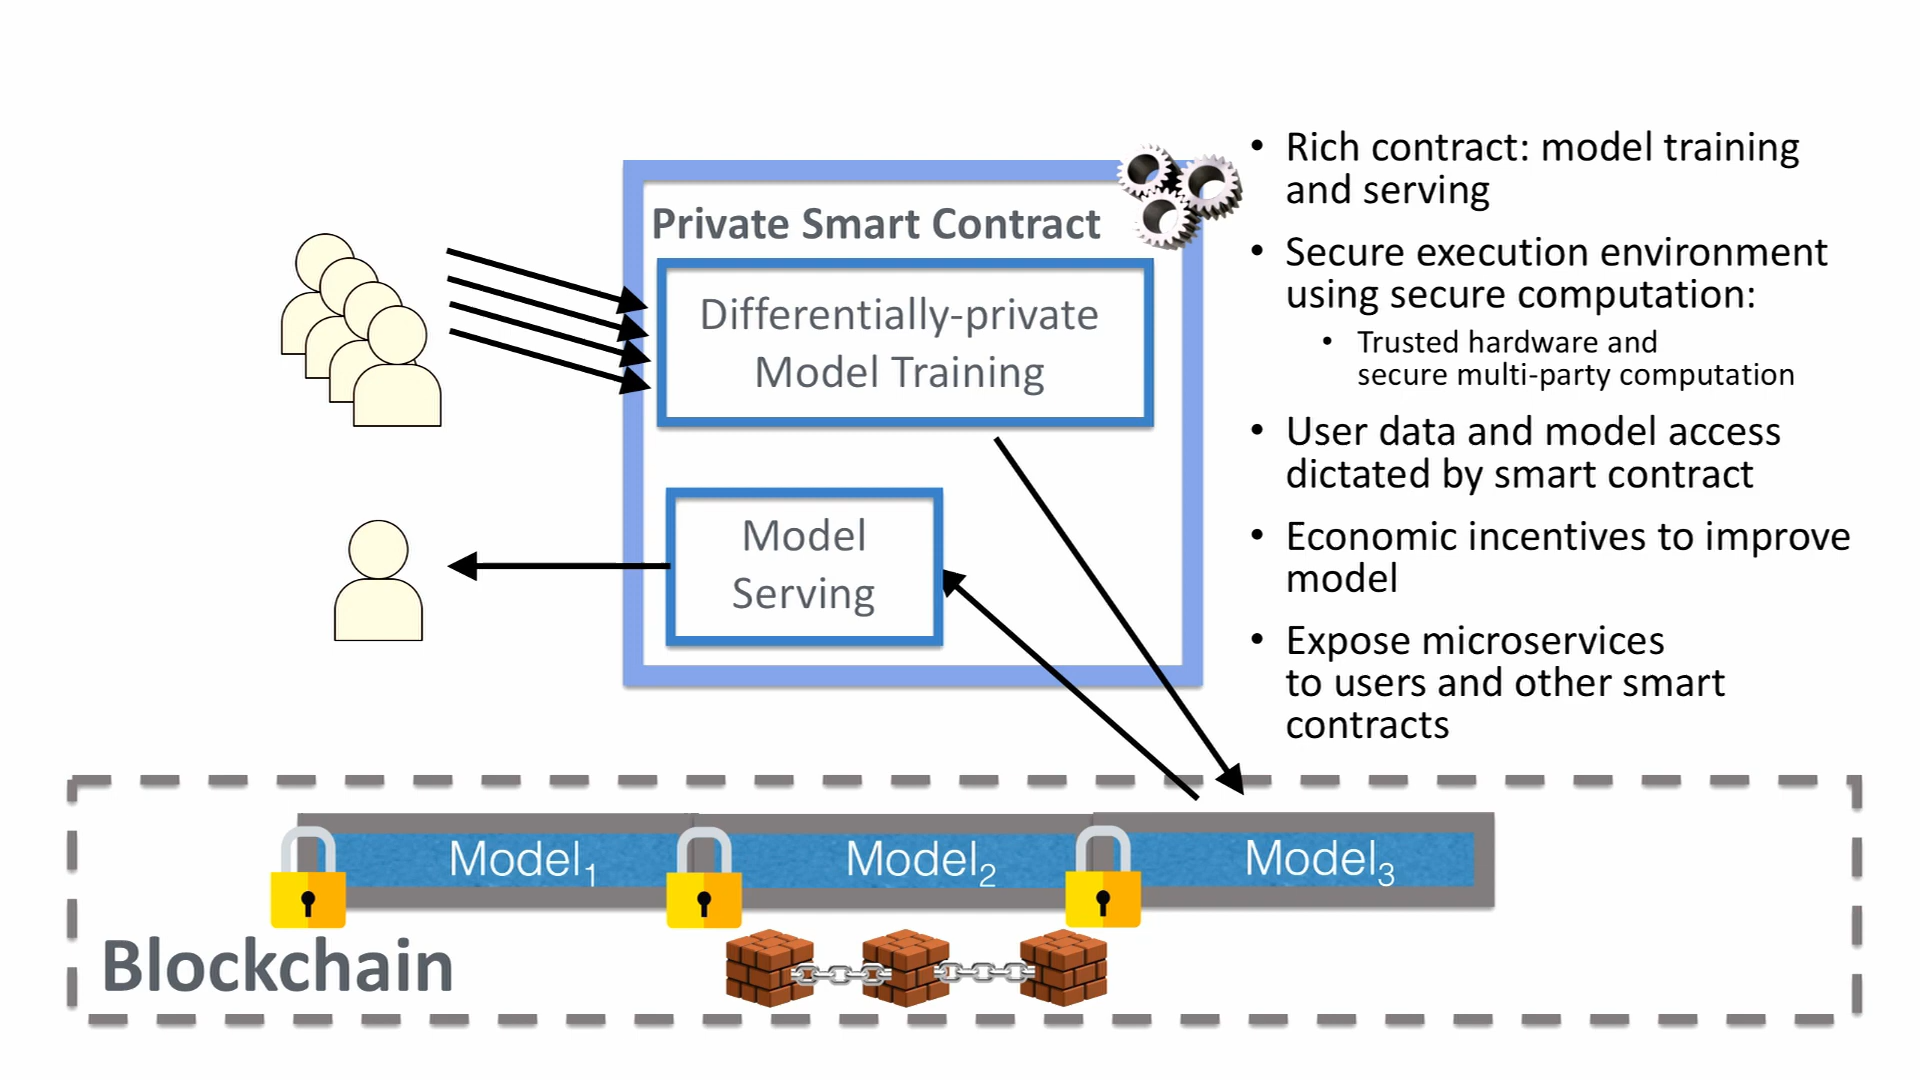 Private Smart Contract
Differentially-private
Model Training
Model
Serving
• Rich contract: model training
and serving
• Secure execution environment
using secure computation:
• Trusted hardware and
secure multi-party computation
• User data and model access
dictated by smart contract
• Economic incentives to improve
model
• Expose microservices
to users and other smart
contracts
Model₁ Model₂ Model₃
Blockchain